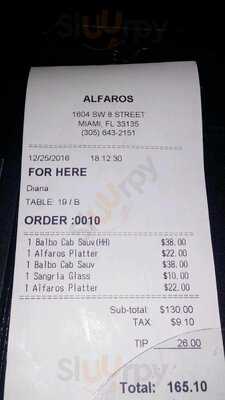 Sluurpy
ALFAROS
1604 SW 8 STREET
MIAMI, FL 33135
(305) 643-2151
12/25/2016 18:12:30
FOR HERE
Diana
TABLE: 19 / B
ORDER :0010
1 Balbo Cab Sauv(HH) $38.00
1 Alfaros Platter $22.00
1 Balbo Cab Sauv $38.00
1 Sangria Glass $10.00
1 Alfaros Platter $22.00
Sub-total: $130.00
TAX $9.10
TIP 26.00
Total: 165.10